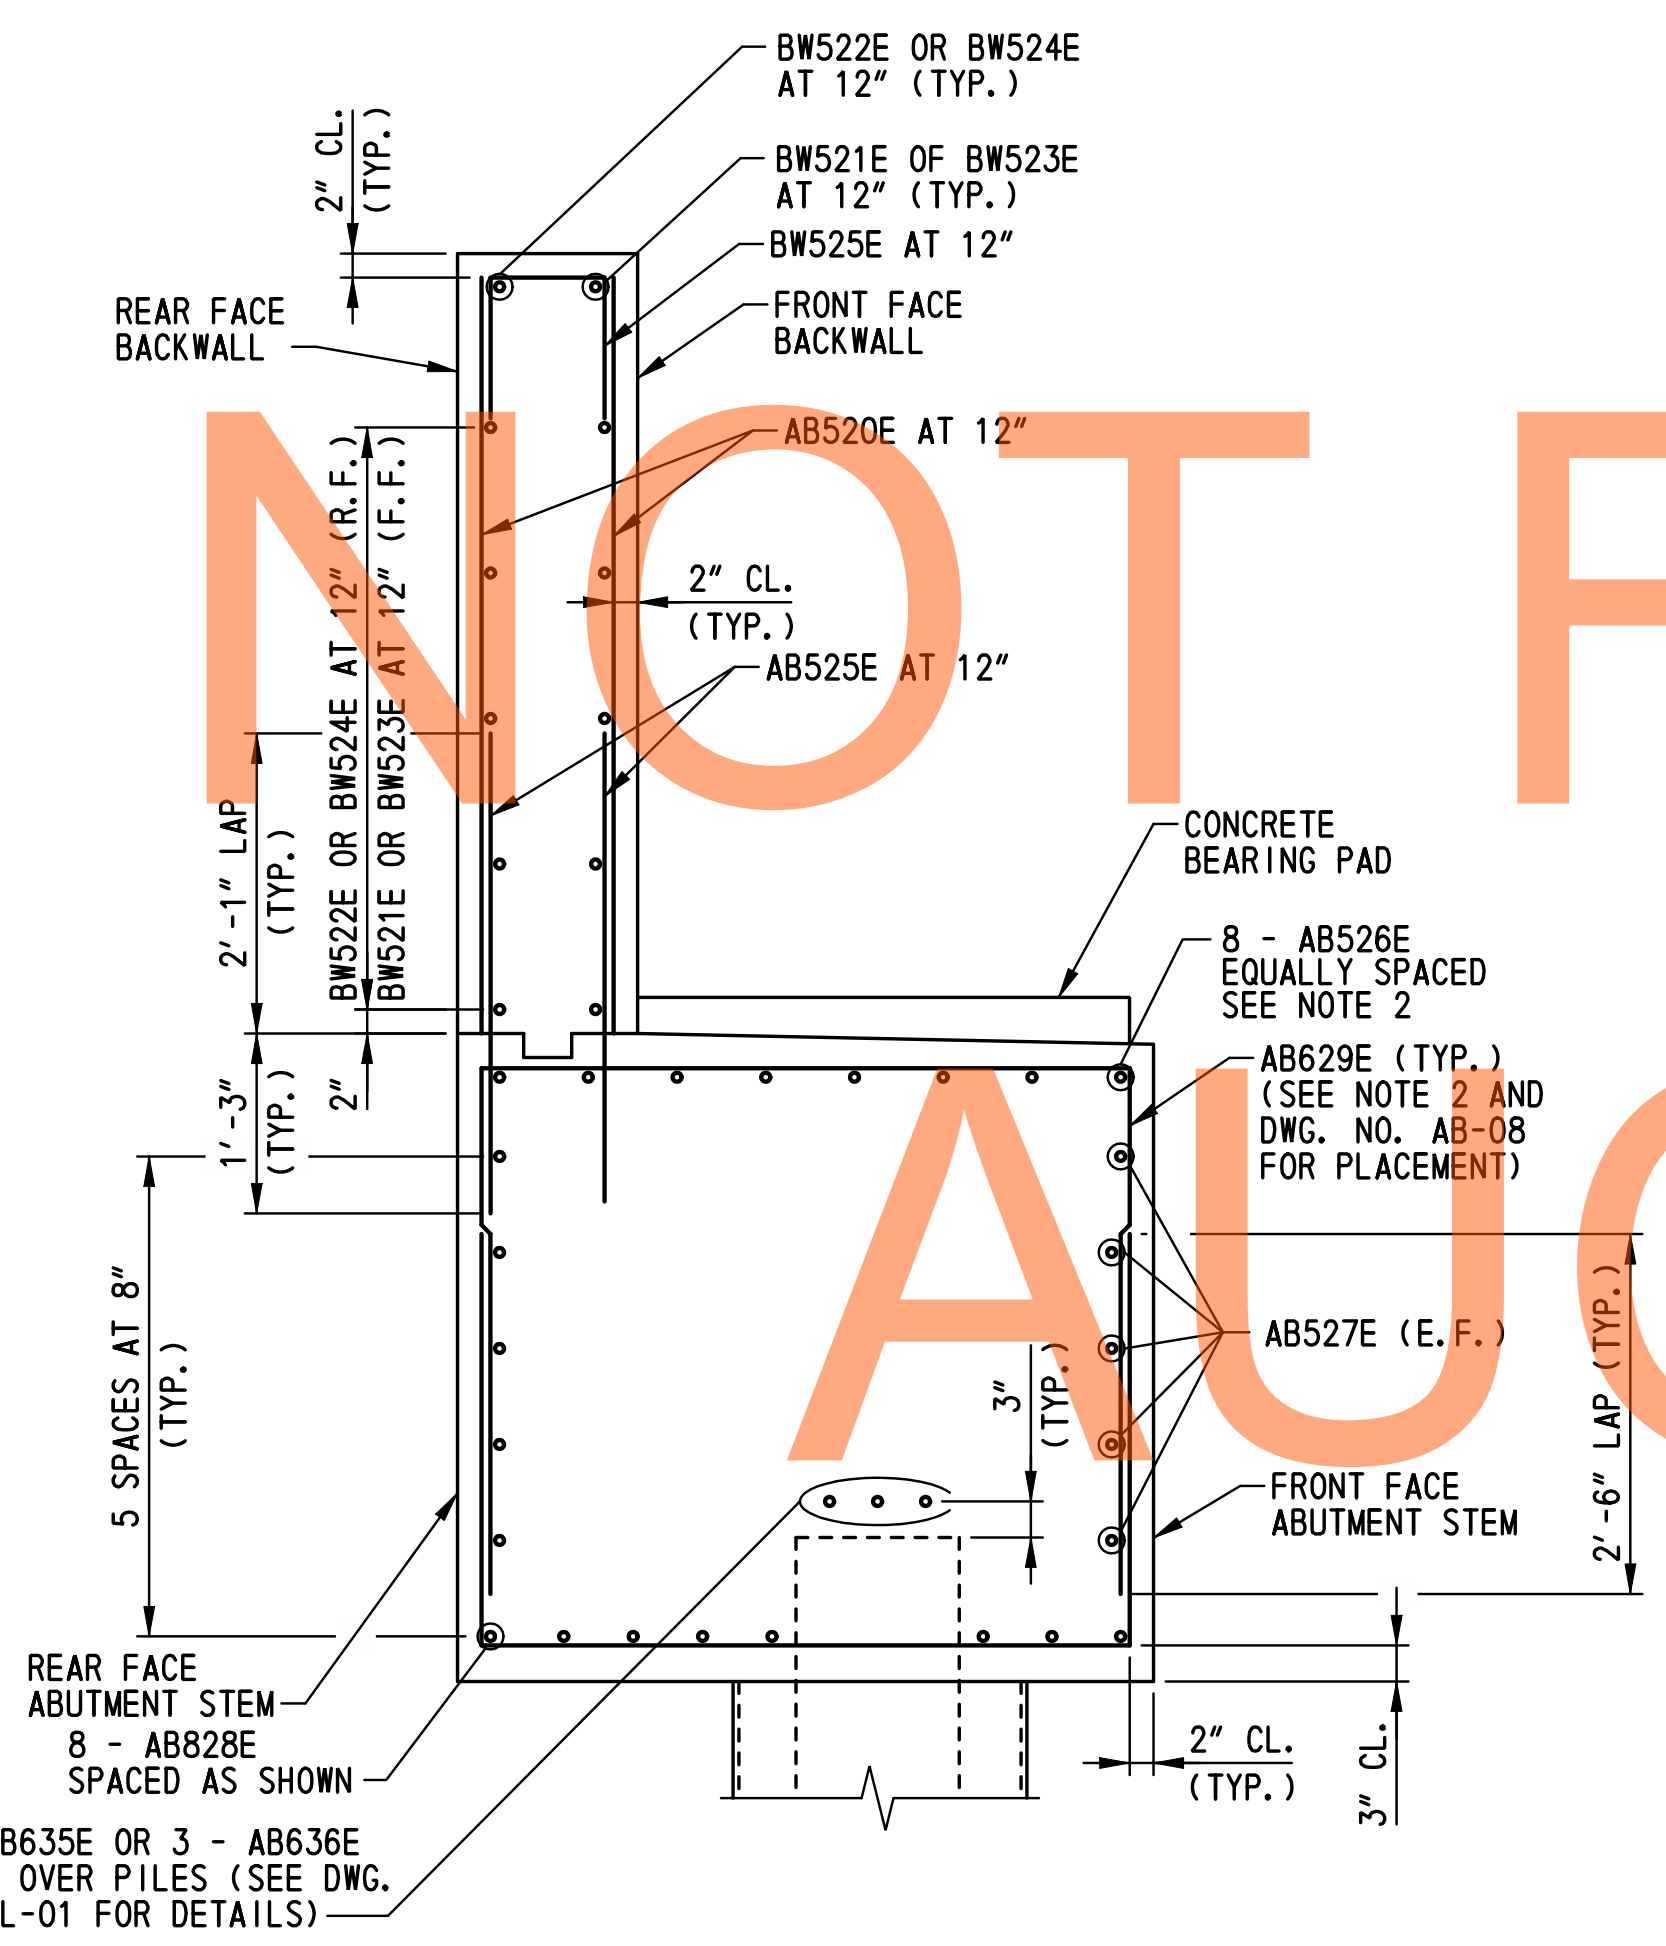 BW522E OR BW524E
AT 12" (TYP.)
2" CL.
(TYP.)
BW521E OF BW523E
AT 12" (TYP.)
BW525E AT 12"
REAR FACE
BACKWALL
FRONT FACE
BACKWALL
AB520E AT 12"
BW522E OR BW524E AT 12" (R.F.)
BW521E OR BW523E AT 12" (F.F.)
2" CL.
(TYP.)
AB525E AT 12"
2'-1" LAP
(TYP.)
CONCRETE
BEARING PAD
8 - AB526E
EQUALLY SPACED
SEE NOTE 2
AB629E (TYP.)
(SEE NOTE 2 AND
DWG. NO. AB-08
FOR PLACEMENT)
1'-3"
(TYP.)
2"
5 SPACES AT 8"
(TYP.)
AB527E (E.F.)
3"
(TYP.)
2'-6" LAP (TYP.)
FRONT FACE
ABUTMENT STEM
REAR FACE
ABUTMENT STEM
8 - AB828E
SPACED AS SHOWN
2" CL.
(TYP.)
3" CL.
B635E OR 3 - AB636E
OVER PILES (SEE DWG.
L-01 FOR DETAILS)
NOT F
AU